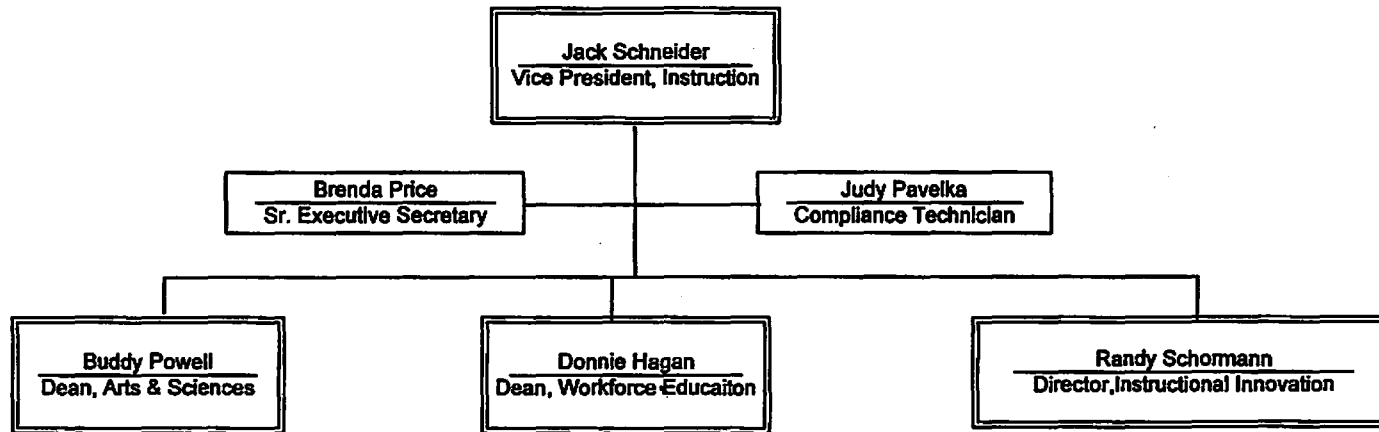 Jack Schneider
Vice President, Instruction
Brenda Price
Sr. Executive Secretary
Judy Pavelka
Compliance Technician
Buddy Powell
Dean, Arts & Sciences
Donnie Hagan
Dean, Workforce Educaiton
Randy Schormann
Director,Instructional Innovation